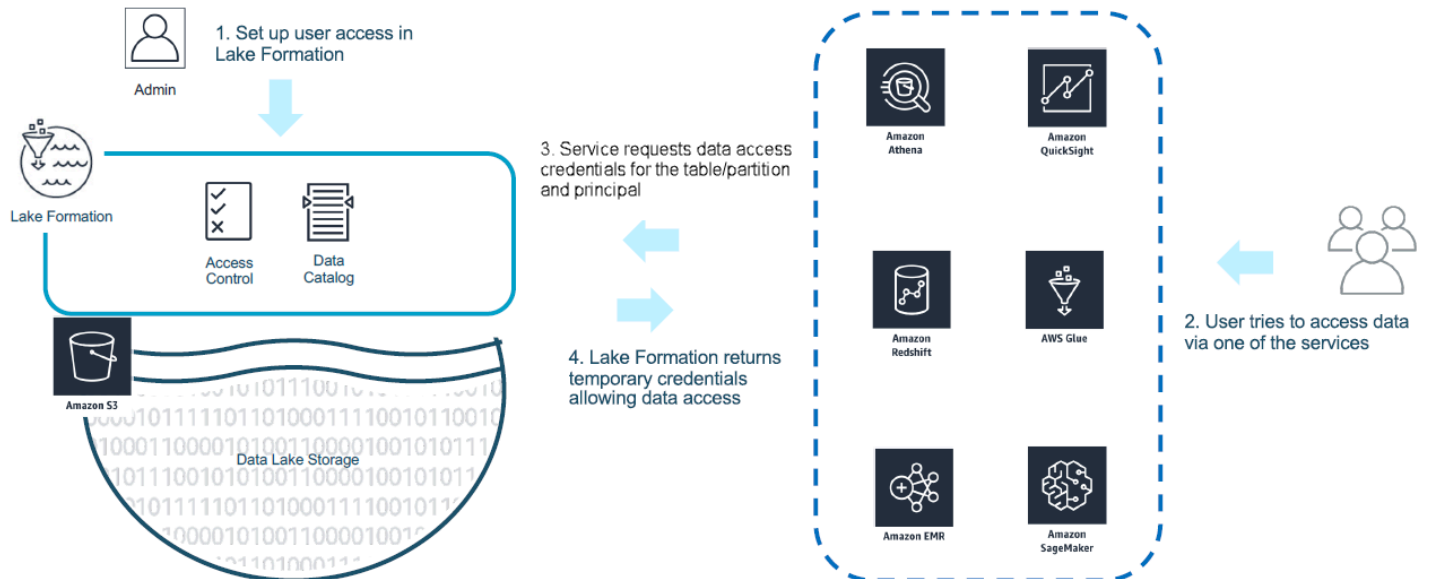 1. Set up user access in
Lake Formation
Admin
Lake Formation
Access
Control
Data
Catalog
3. Service requests data access
credentials for the table/partition
and principal
4. Lake Formation returns
temporary credentials
allowing data access
Amazon
Athena
Amazon
QuickSight
Amazon
Redshift
AWS Glue
Amazon EMR
Amazon
SageMaker
2. User tries to access data
via one of the services
Amazon S3
Data Lake Storage